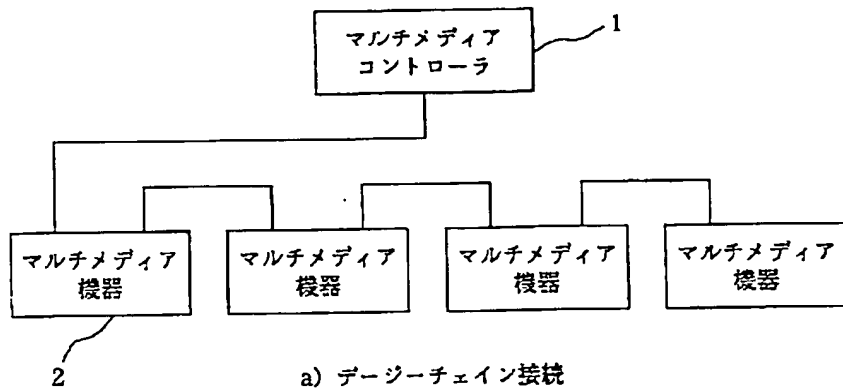 マルチメディア
コントローラ
1
マルチメディア
機器
マルチメディア
機器
マルチメディア
機器
マルチメディア
機器
2
a) デージーチェイン接続